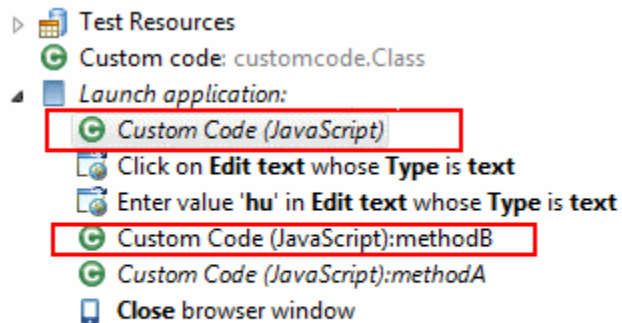 Test Resources
Custom code: customcode.Class
Launch application:
Custom Code (JavaScript)
Click on Edit text whose Type is text
Enter value 'hu' in Edit text whose Type is text
Custom Code (JavaScript):methodB
Custom Code (JavaScript):methodA
Close browser window